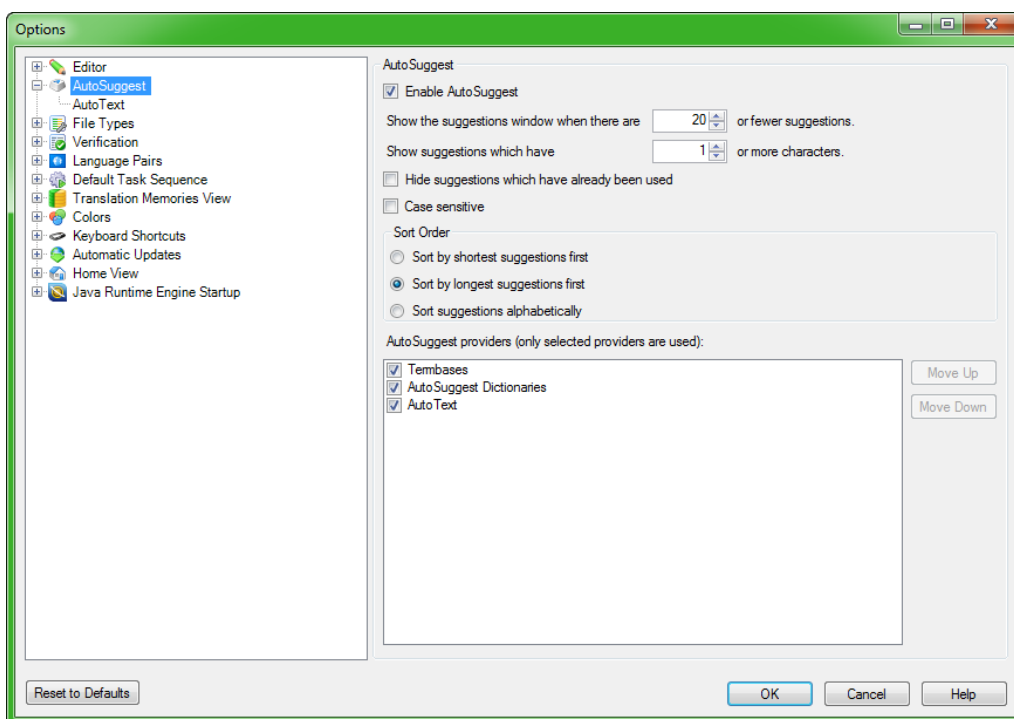 Options
Editor
AutoSuggest
AutoText
File Types
Verification
Language Pairs
Default Task Sequence
Translation Memories View
Colors
Keyboard Shortcuts
Automatic Updates
Home View
Java Runtime Engine Startup
AutoSuggest
Enable AutoSuggest
Show the suggestions window when there are 20 or fewer suggestions.
Show suggestions which have 1 or more characters.
Hide suggestions which have already been used
Case sensitive
Sort Order
Sort by shortest suggestions first
Sort by longest suggestions first
Sort suggestions alphabetically
AutoSuggest providers (only selected providers are used):
Termbases
AutoSuggest Dictionaries
AutoText
Move Up
Move Down
Reset to Defaults
OK
Cancel
Help